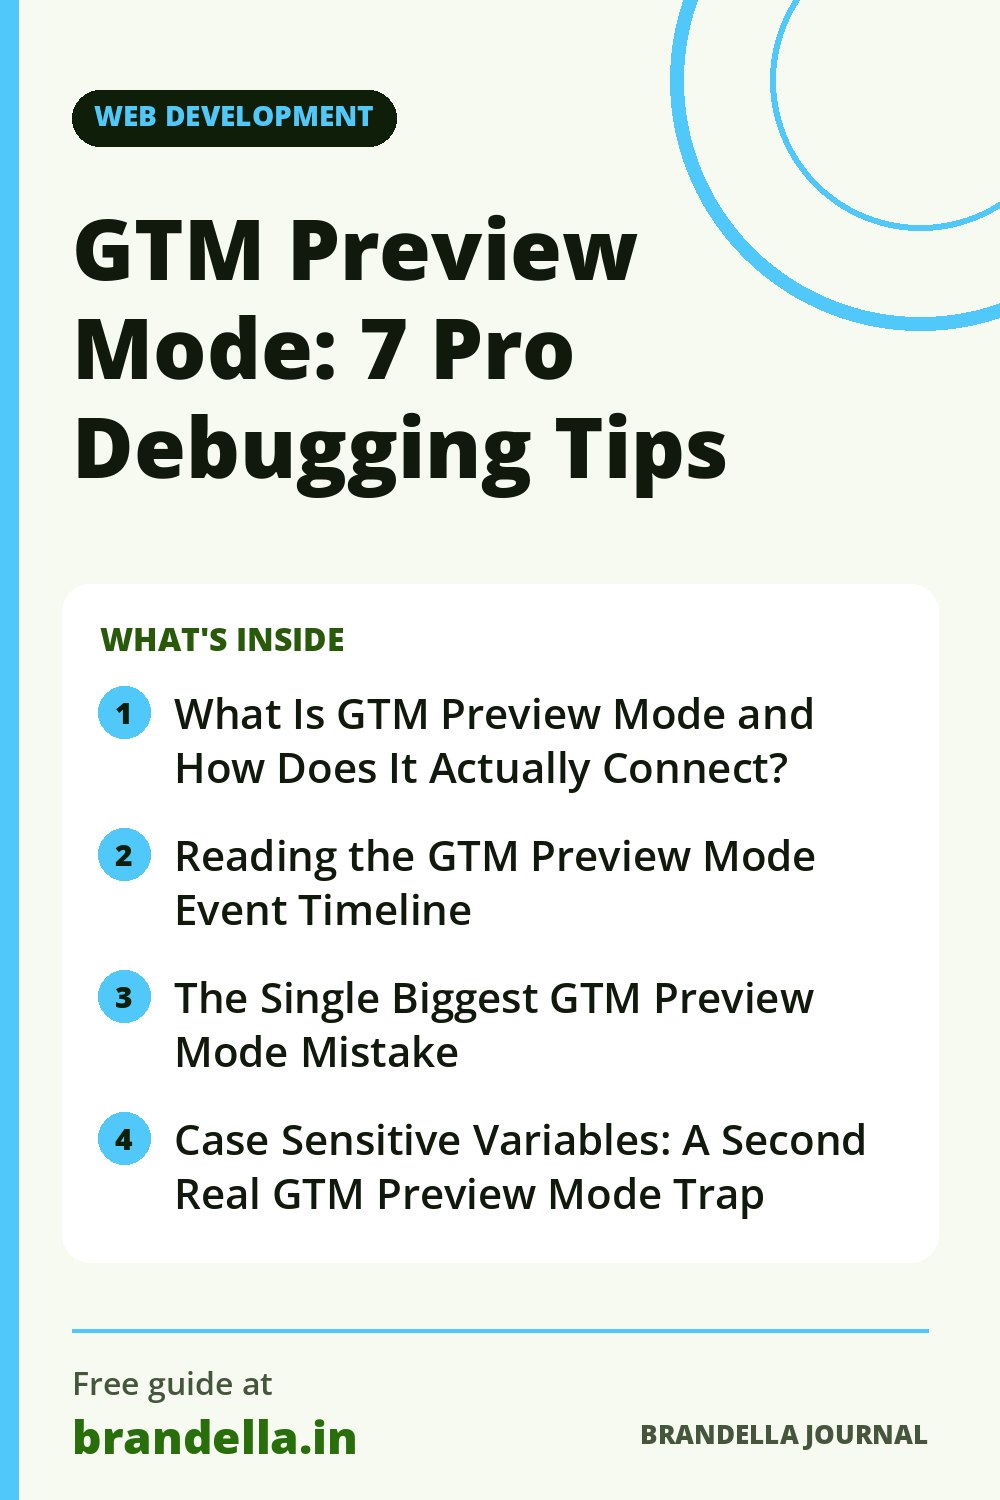 WEB DEVELOPMENT
GTM Preview
Mode: 7 Pro
Debugging Tips
WHAT'S INSIDE
1 What Is GTM Preview Mode and
How Does It Actually Connect?
2 Reading the GTM Preview Mode
Event Timeline
3 The Single Biggest GTM Preview
Mode Mistake
4 Case Sensitive Variables: A Second
Real GTM Preview Mode Trap
Free guide at
brandella.in
BRANDELLA JOURNAL